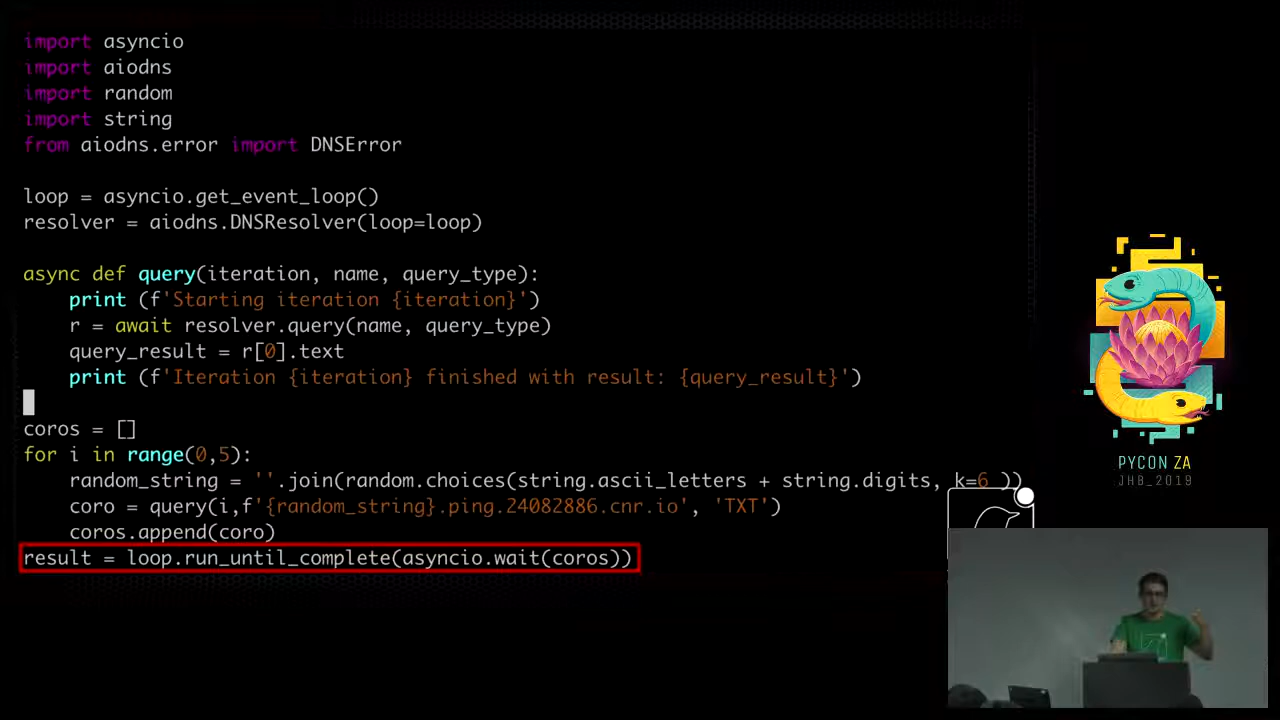 import asyncio
import aiodns
import random
import string
from aiodns.error import DNSError
loop = asyncio.get_event_loop()
resolver = aiodns.DNSResolver(loop=loop)
async def query(iteration, name, query_type):
    print (f'Starting iteration {iteration}')
    r = await resolver.query(name, query_type)
    query_result = r[0].text
    print (f'Iteration {iteration} finished with result: {query_result}')
coros = []
for i in range(0,5):
    random_string = ''.join(random.choices(string.ascii_letters + string.digits, k=6 ))
    coro = query(i,f'{random_string}.ping.24082886.cnr.io', 'TXT')
    coros.append(coro)
result = loop.run_until_complete(asyncio.wait(coros))
PYCON ZA
JHB_2019